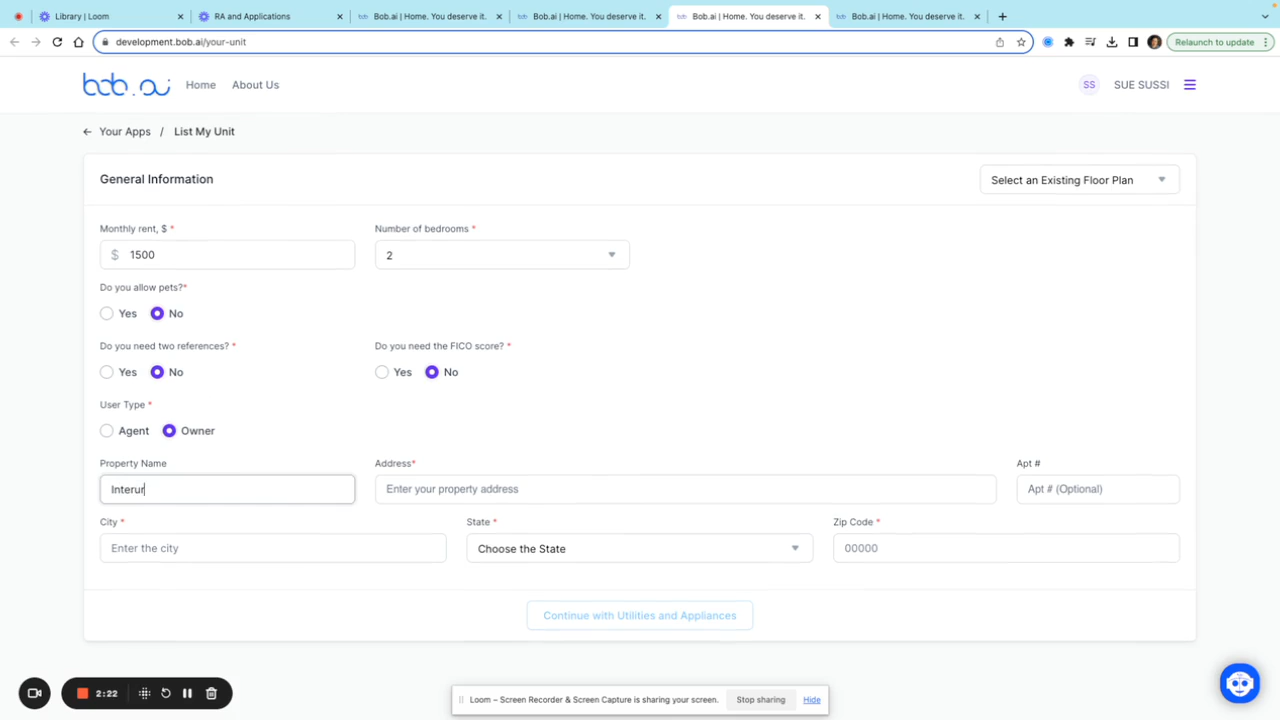 Library | Loom
RA and Applications
Bob.ai | Home. You deserve it.
Bob.ai | Home. You deserve it.
Bob.ai | Home. You deserve it.
Bob.ai | Home. You deserve it.
development.bob.ai/your-unit
Relaunch to update
bob.ai
Home
About Us
SS
SUE SUSSI
← Your Apps / List My Unit
General Information
Select an Existing Floor Plan
Monthly rent, $ *
Number of bedrooms *
$ 1500
2
Do you allow pets?*
Yes No
Do you need two references? *
Do you need the FICO score? *
Yes No
Yes No
User Type *
Agent Owner
Property Name
Address*
Apt #
Interur
Enter your property address
Apt # (Optional)
City *
State *
Zip Code *
Enter the city
Choose the State
00000
Continue with Utilities and Appliances
2:22
Loom – Screen Recorder & Screen Capture is sharing your screen.
Stop sharing
Hide